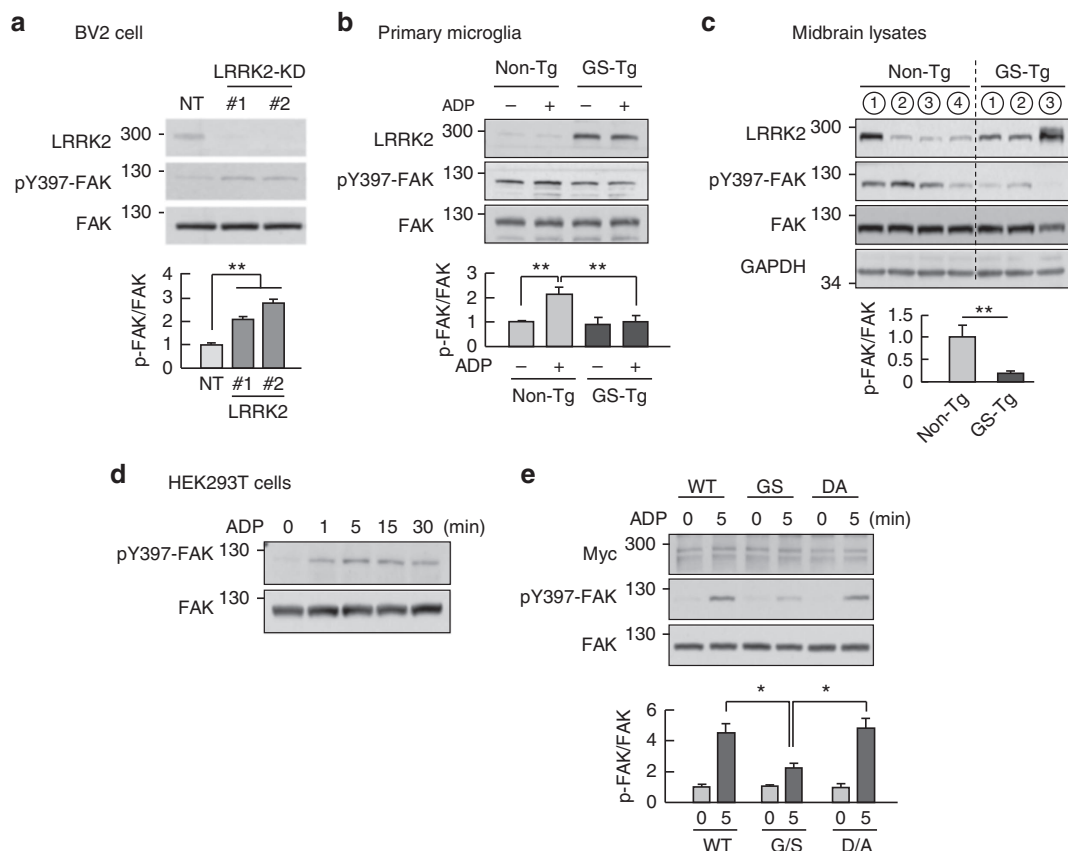 a BV2 cell
LRRK2-KD
NT #1 #2
LRRK2 300
pY397-FAK 130
FAK 130
**
p-FAK/FAK
4
3
2
1
0
NT #1 #2
LRRK2
b Primary microglia
Non-Tg GS-Tg
ADP – + – +
LRRK2 300
pY397-FAK 130
FAK 130
** **
p-FAK/FAK
3
2
1
0
ADP – + – +
Non-Tg GS-Tg
c Midbrain lysates
Non-Tg GS-Tg
1 2 3 4 1 2 3
LRRK2 300
pY397-FAK 130
FAK 130
GAPDH
34
**
p-FAK/FAK
1.5
1.0
0.5
0
Non-Tg GS-Tg
d HEK293T cells
ADP 0 1 5 15 30 (min)
pY397-FAK 130
FAK 130
e
WT GS DA
ADP 0 5 0 5 0 5 (min)
Myc 300
pY397-FAK 130
FAK 130
* *
p-FAK/FAK
6
4
2
0
0 5 0 5 0 5
WT G/S D/A